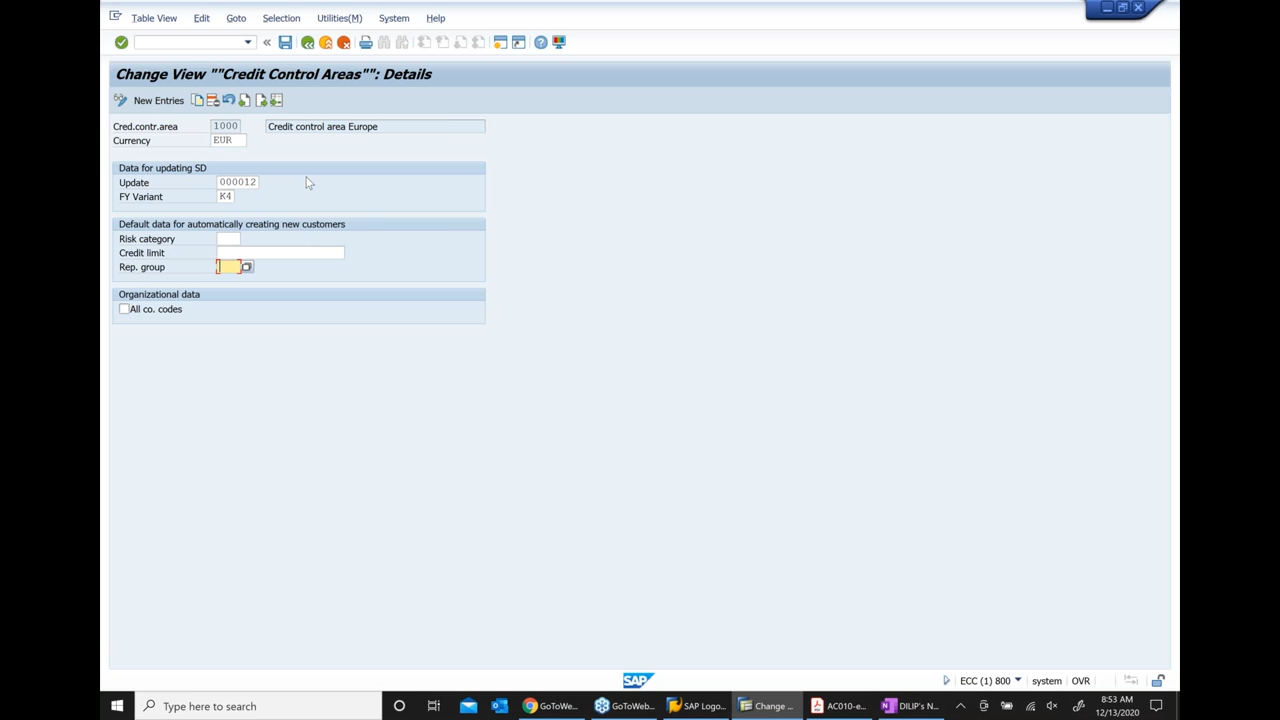 Table View Edit Goto Selection Utilities(M) System Help
Change View ""Credit Control Areas"": Details
New Entries
Cred.contr.area 1000 Credit control area Europe
Currency EUR
Data for updating SD
Update 000012
FY Variant K4
Default data for automatically creating new customers
Risk category
Credit limit
Rep. group
Organizational data
All co. codes
SAP ECC (1) 800 system OVR
Type here to search GoToWe... GoToWeb... SAP Logo... Change ... AC010-e... DILIP's N... 8:53 AM
12/13/2020